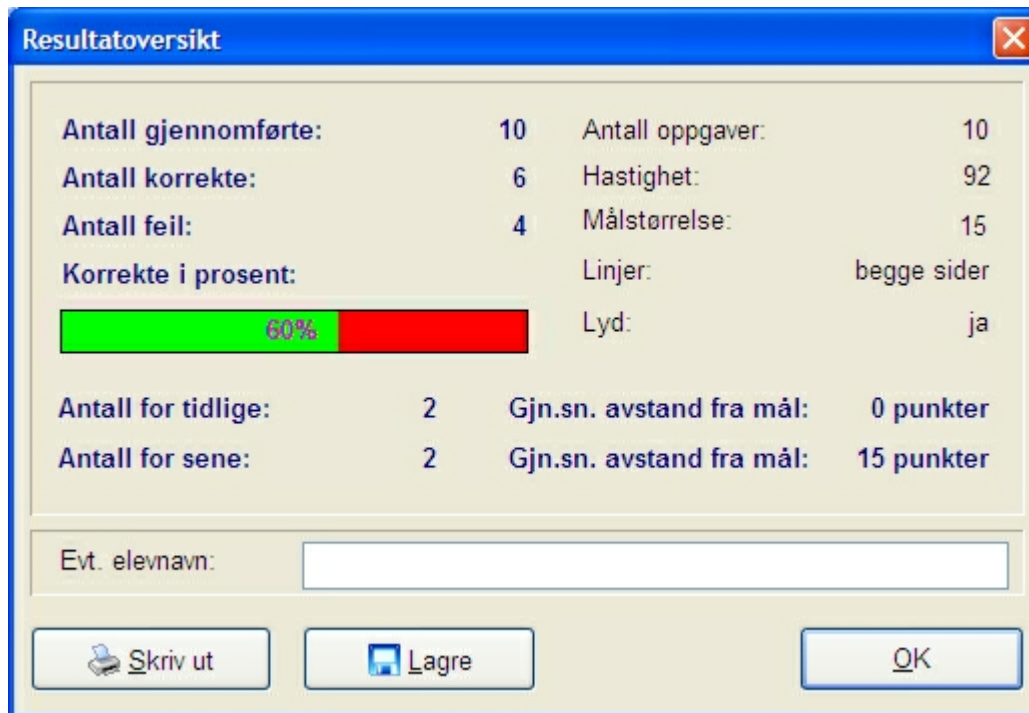 Resultatoversikt
Antall gjennomførte: 10 Antall oppgaver: 10
Antall korrekte: 6 Hastighet: 92
Antall feil: 4 Målstørrelse: 15
Korrekte i prosent: Linjer: begge sider
60% Lyd: ja
Antall for tidlige: 2 Gjn.sn. avstand fra mål: 0 punkter
Antall for sene: 2 Gjn.sn. avstand fra mål: 15 punkter
Evt. elevnavn:
Skriv ut Lagre OK